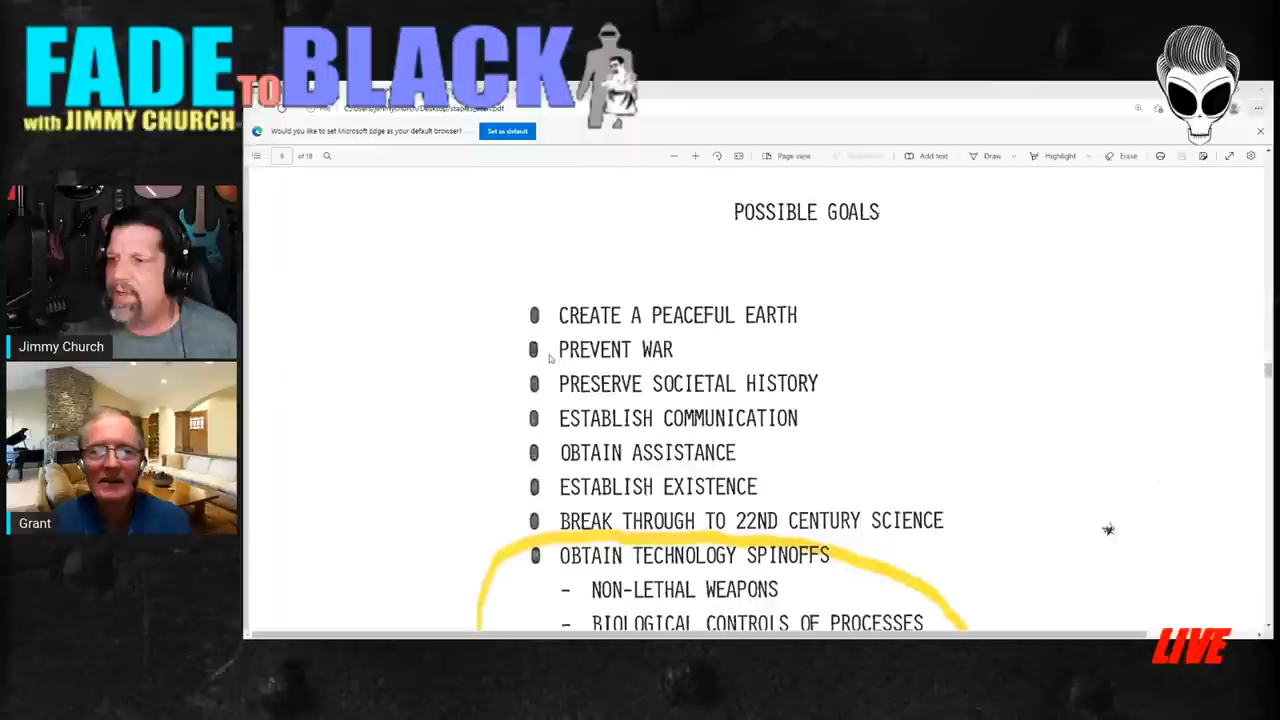 FADE TO BLACK
with JIMMY CHURCH
Would you like to set Microsoft Edge as your default browser?
Set as default
9 of 18
Page view
Add text
Draw
Highlight
Erase
POSSIBLE GOALS
CREATE A PEACEFUL EARTH
PREVENT WAR
PRESERVE SOCIETAL HISTORY
ESTABLISH COMMUNICATION
OBTAIN ASSISTANCE
ESTABLISH EXISTENCE
BREAK THROUGH TO 22ND CENTURY SCIENCE
OBTAIN TECHNOLOGY SPINOFFS
- NON-LETHAL WEAPONS
- BIOLOGICAL CONTROLS OF PROCESSES
Jimmy Church
Grant
LIVE